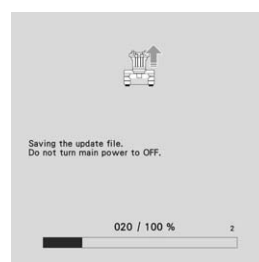 Saving the update file.
Do not turn main power to OFF.
020 / 100 %
2